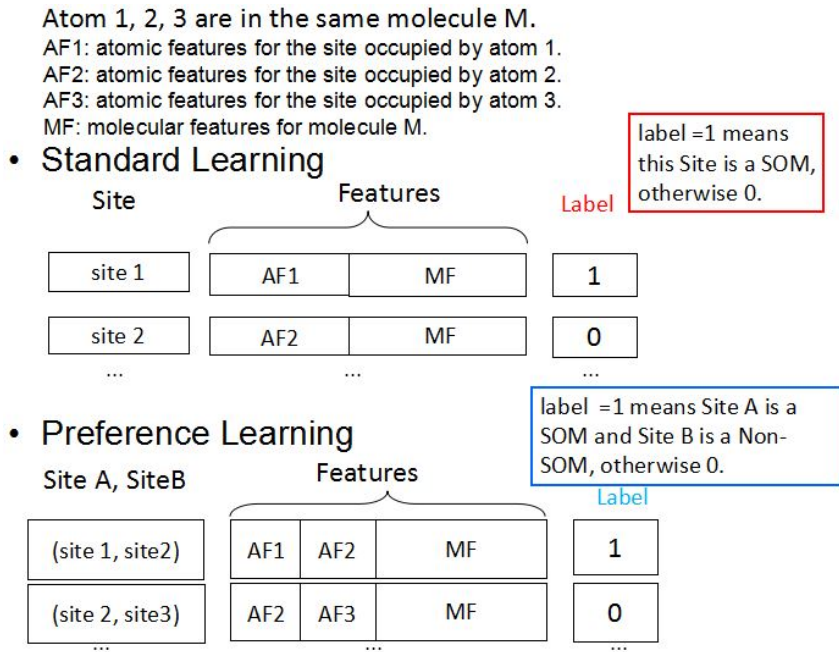 Atom 1, 2, 3 are in the same molecule M.
AF1: atomic features for the site occupied by atom 1.
AF2: atomic features for the site occupied by atom 2.
AF3: atomic features for the site occupied by atom 3.
MF: molecular features for molecule M.
label =1 means
this Site is a SOM,
otherwise 0.
• Standard Learning
Site Features Label
site 1 AF1 MF 1
site 2 AF2 MF 0
... ... ...
label =1 means Site A is a
SOM and Site B is a Non-
SOM, otherwise 0.
• Preference Learning
Site A, SiteB Features Label
(site 1, site2) AF1 AF2 MF 1
(site 2, site3) AF2 AF3 MF 0
... ... ...